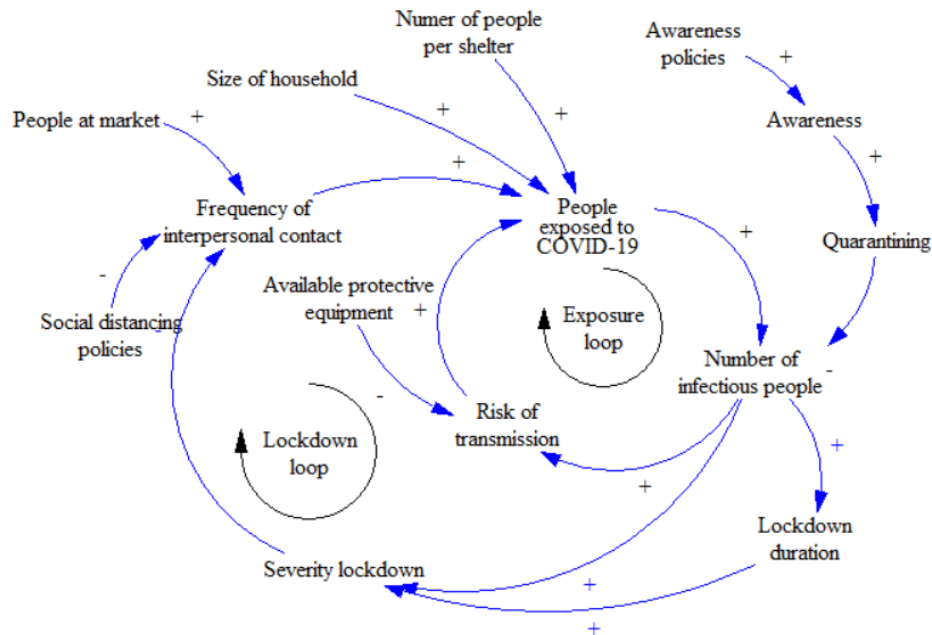 Numer of people
per shelter
Awareness
policies
+
Size of household
+
+
People at market
+
Awareness
+
+
Frequency of
interpersonal contact
People
exposed to
COVID-19
+
Quarantining
-
Available protective
equipment
+
Social distancing
policies
-
Exposure
loop
Number of
infectious people
-
-
Risk of
transmission
Lockdown
loop
+
+
Lockdown
duration
Severity lockdown
+
+